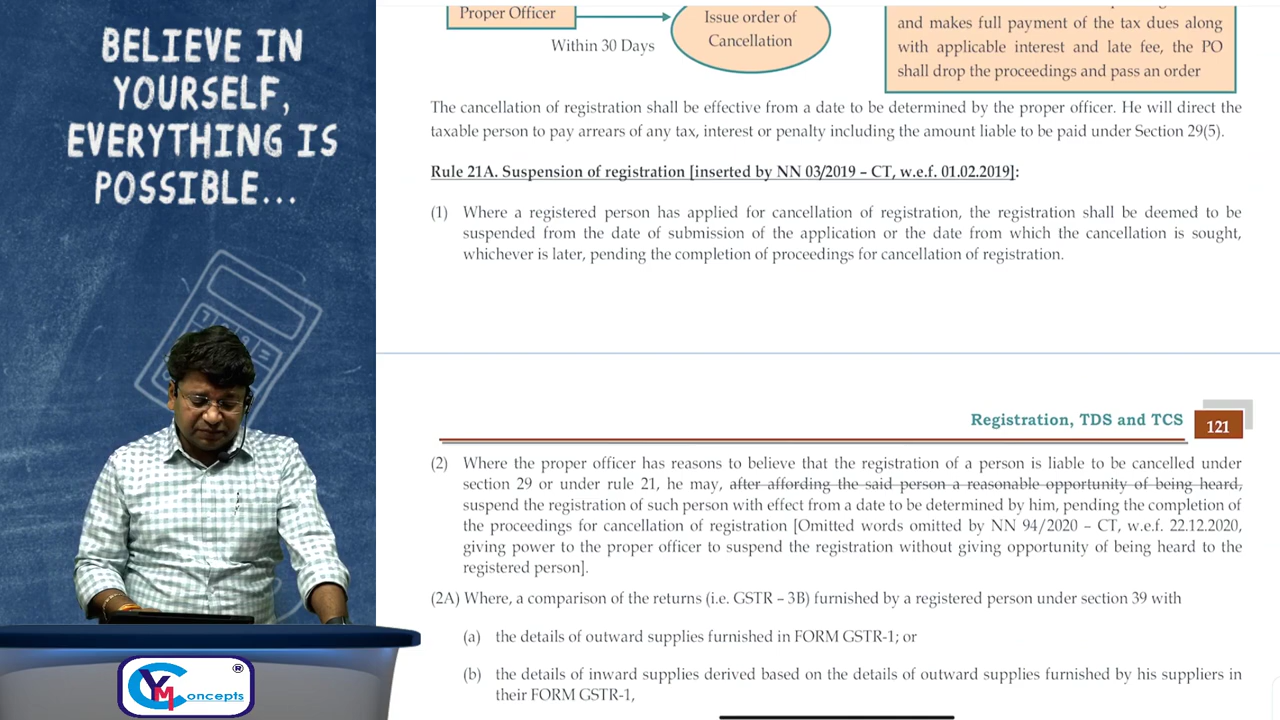 BELIEVE IN
YOURSELF,
EVERYTHING IS
POSSIBLE...
Proper Officer
Within 30 Days
Issue order of
Cancellation
and makes full payment of the tax dues along
with applicable interest and late fee, the PO
shall drop the proceedings and pass an order
The cancellation of registration shall be effective from a date to be determined by the proper officer. He will direct the
taxable person to pay arrears of any tax, interest or penalty including the amount liable to be paid under Section 29(5).
Rule 21A. Suspension of registration [inserted by NN 03/2019 – CT, w.e.f. 01.02.2019]:
(1) Where a registered person has applied for cancellation of registration, the registration shall be deemed to be
suspended from the date of submission of the application or the date from which the cancellation is sought,
whichever is later, pending the completion of proceedings for cancellation of registration.
Registration, TDS and TCS 121
(2) Where the proper officer has reasons to believe that the registration of a person is liable to be cancelled under
section 29 or under rule 21, he may, after affording the said person a reasonable opportunity of being heard,
suspend the registration of such person with effect from a date to be determined by him, pending the completion of
the proceedings for cancellation of registration [Omitted words omitted by NN 94/2020 – CT, w.e.f. 22.12.2020,
giving power to the proper officer to suspend the registration without giving opportunity of being heard to the
registered person].
(2A) Where, a comparison of the returns (i.e. GSTR – 3B) furnished by a registered person under section 39 with
(a) the details of outward supplies furnished in FORM GSTR-1; or
(b) the details of inward supplies derived based on the details of outward supplies furnished by his suppliers in
their FORM GSTR-1,
YM Concepts ®